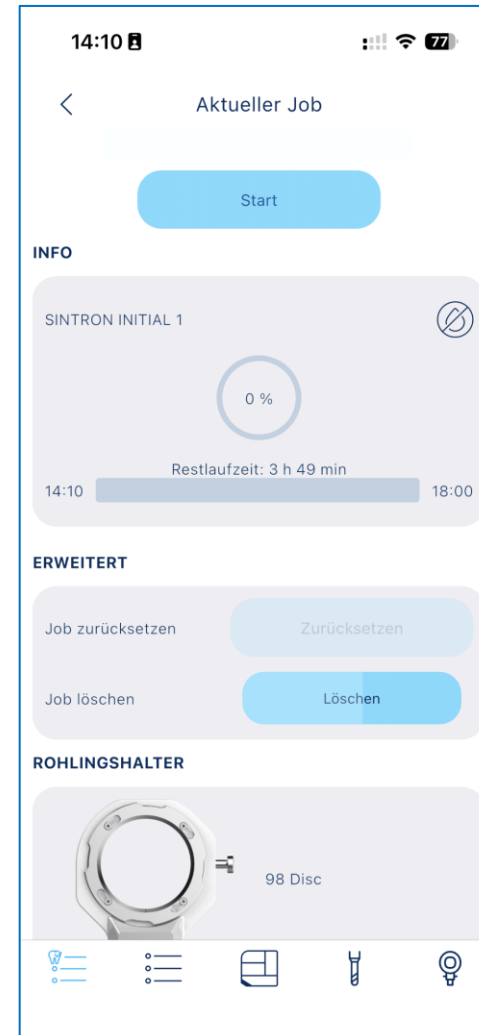 14:10
77
Aktueller Job
Start
INFO
SINTRON INITIAL 1
0 %
Restlaufzeit: 3 h 49 min
14:10 18:00
ERWEITERT
Job zurücksetzen Zurücksetzen
Job löschen Löschen
ROHLINGSHALTER
98 Disc